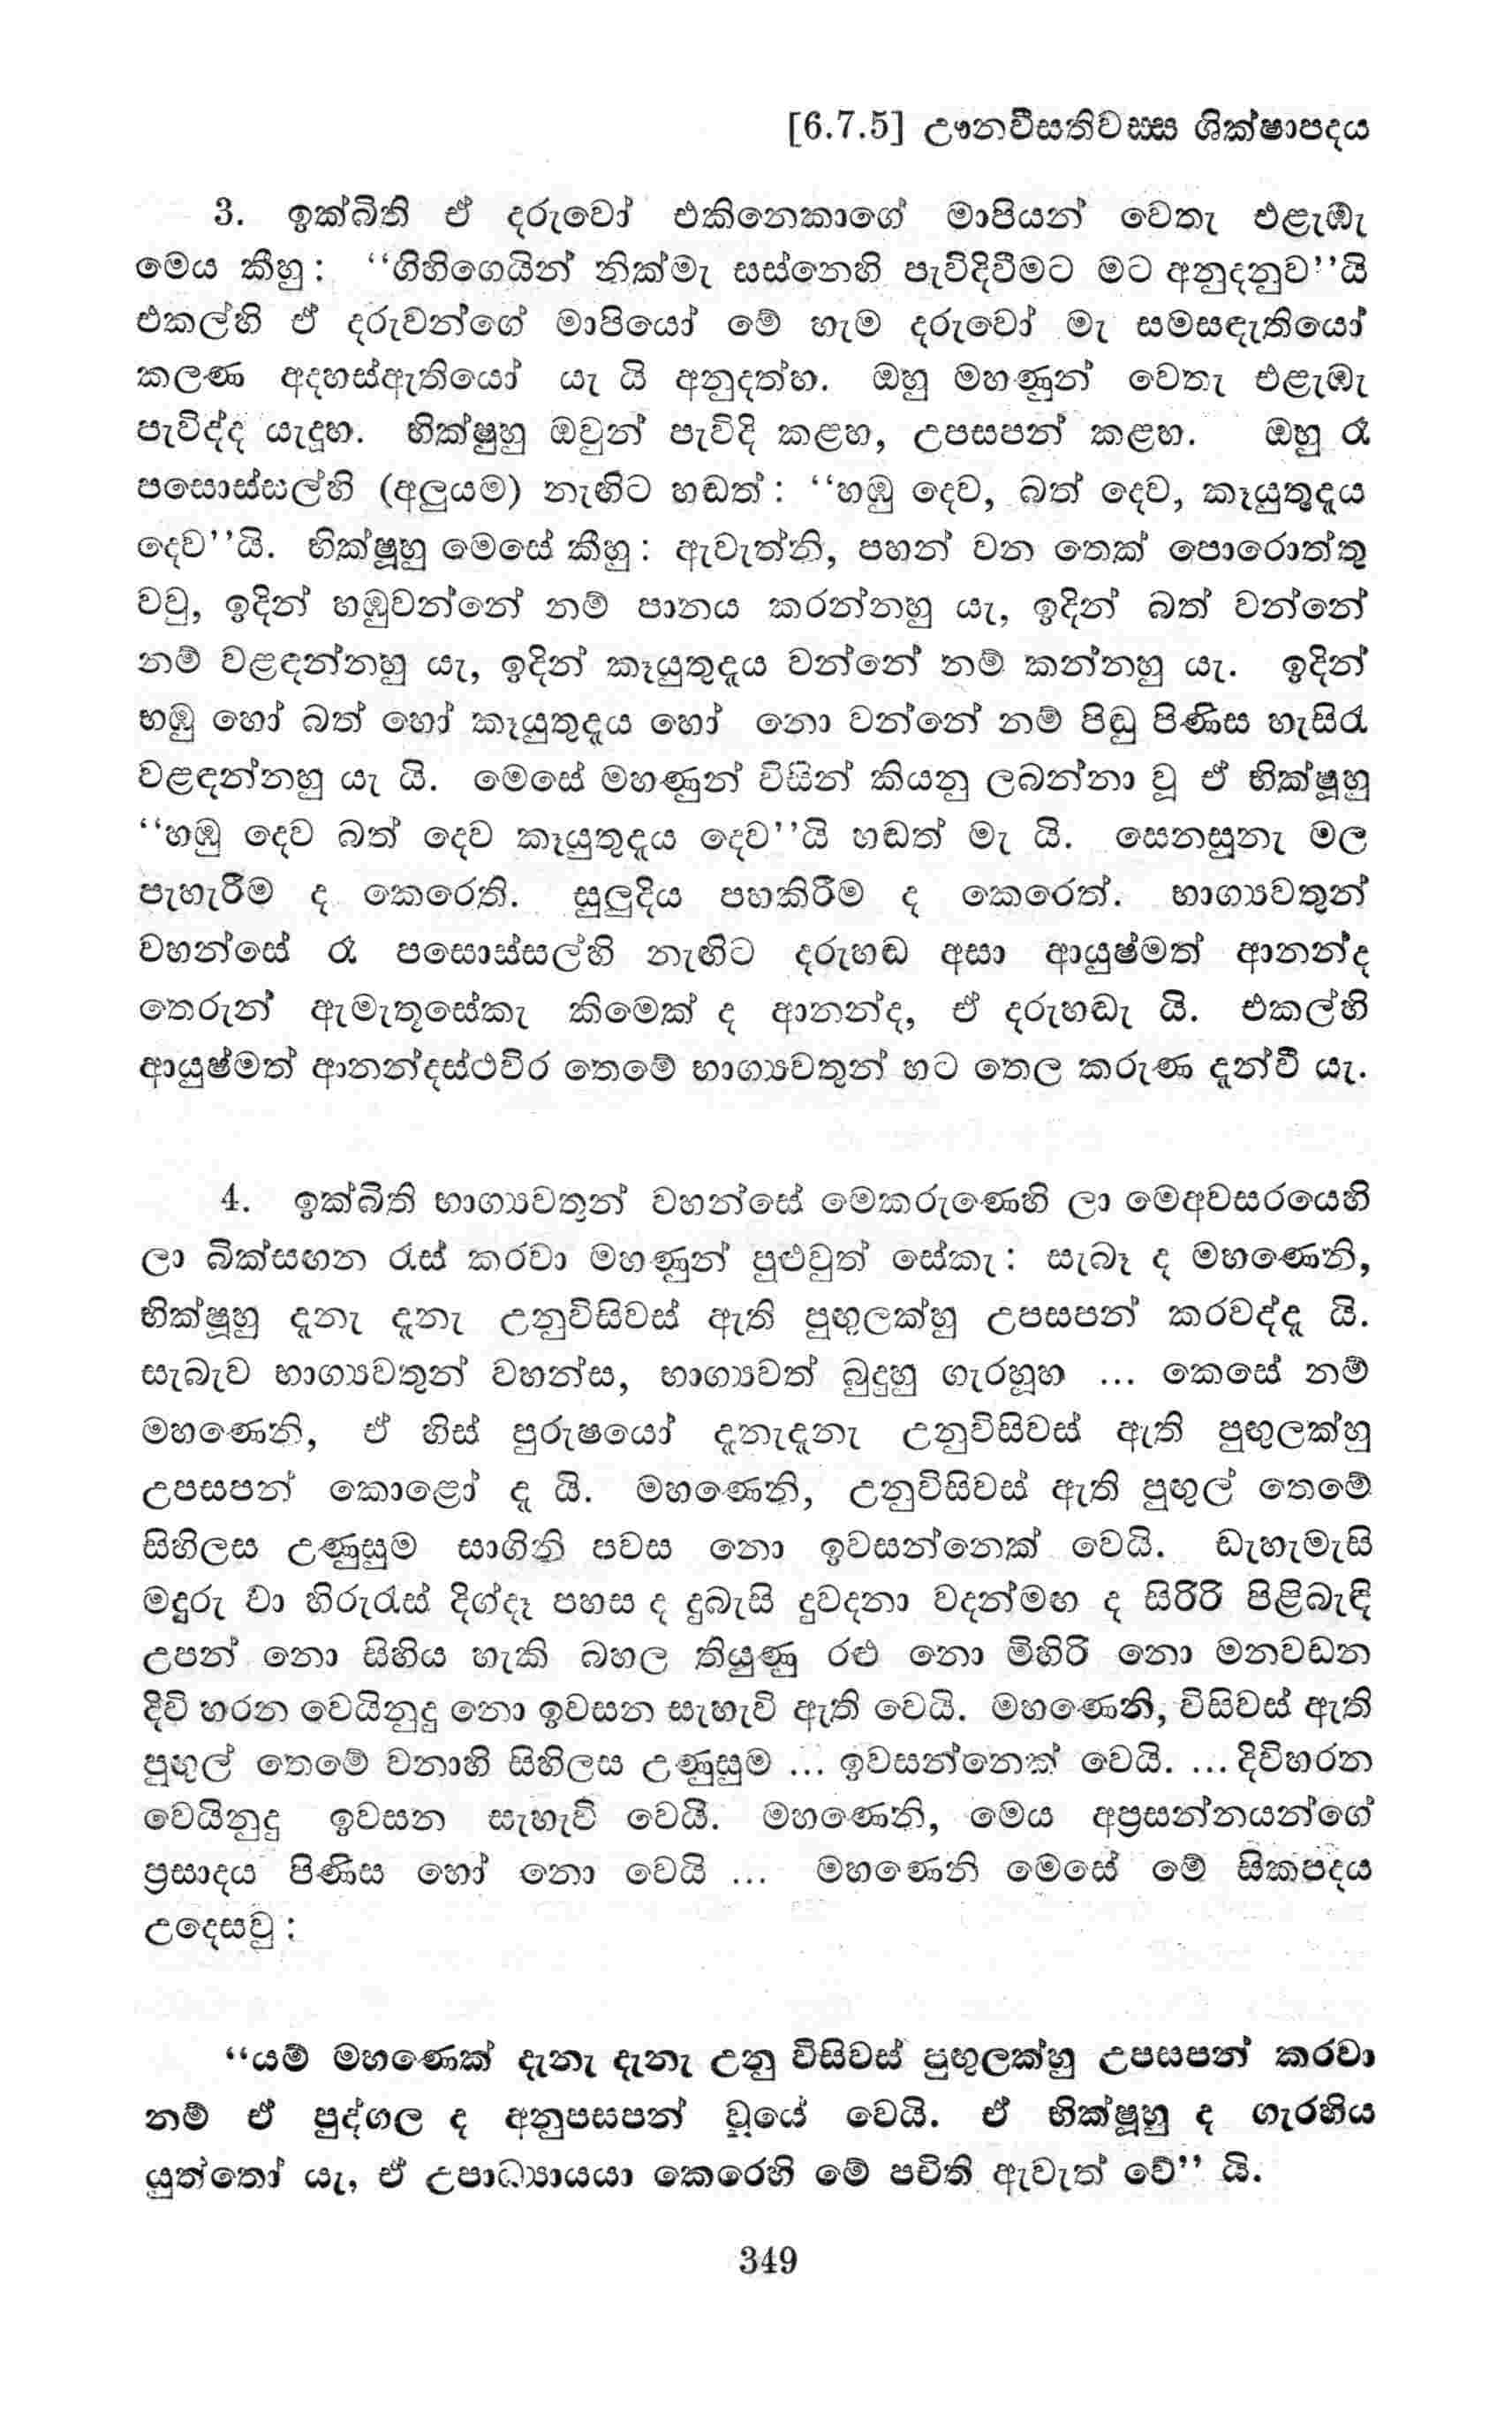 [6.7.5] ඌනවීසතිවස්ස ශික්ෂාපදය
3. ඉක්බිති ඒ දරුවෝ එකිනෙකාගේ මාපියන් වෙතැ එළැඹැ
මෙය කීහු: “ගිහිගෙයින් නික්මැ සස්නෙහි පැවිදිවීමට මට අනුදනුව”යි
එකල්හි ඒ දරුවන්ගේ මාපියෝ මේ හැම දරුවෝ මැ සමසඳැතියෝ
කලණ අදහස්ඇතියෝ යැ යි අනුදත්හ. ඔහු මහණුන් වෙතැ එළැඹැ
පැවිද්ද යැදූහ. භික්ෂුහු ඔවුන් පැවිදි කළහ, උපසපන් කළහ. ඔහු රෑ
පසොස්සල්හි (අලුයම) නැඟිට හඬත්: “හඹු දෙව, බත් දෙව, කෑයුතුදෑය
දෙව”යි. භික්ෂූහු මෙසේ කීහු: ඇවැත්නි, පහන් වන තෙක් පොරොත්තු
වවු, ඉදින් හඹුවන්නේ නම් පානය කරන්නහු යැ, ඉදින් බත් වන්නේ
නම් වළඳන්නහු යැ, ඉදින් කෑයුතුදෑය වන්නේ නම් කන්නහු යැ. ඉදින්
හඹු හෝ බත් හෝ කෑයුතුදෑය හෝ නො වන්නේ නම් පිඬු පිණිස හැසිරැ
වළඳන්නහු යැ යි. මෙසේ මහණුන් විසින් කියනු ලබන්නා වූ ඒ භික්ෂූහු
“හඹු දෙව බත් දෙව කෑයුතුදෑය දෙව”යි හඬත් මැ යි. සෙනසුනැ මල
පැහැරීම ද කෙරෙති. සුලුදිය පහකිරීම ද කෙරෙත්. භාග්‍යවතුන්
වහන්සේ රෑ පසොස්සල්හි නැඟිට දරුහඬ අසා ආයුෂ්මත් ආනන්ද
තෙරුන් ඇමැතූසේකැ කිමෙක් ද ආනන්ද, ඒ දරුහඬැ යි. එකල්හි
ආයුෂ්මත් ආනන්දස්ථවිර තෙමේ භාග්‍යවතුන් හට තෙල කරුණ දැන්වී යැ.
4. ඉක්බිති භාග්‍යවතුන් වහන්සේ මෙකරුණෙහි ලා මෙඅවසරයෙහි
ලා බික්සඟන රැස් කරවා මහණුන් පුළුවුත් සේකැ: සැබෑ ද මහණෙනි,
භික්ෂූහු දැනැ දැනැ උනුවිසිවස් ඇති පුඟුලක්හු උපසපන් කරවද්දැ යි.
සැබැව භාග්‍යවතුන් වහන්ස, භාග්‍යවත් බුදුහු ගැරහූහ ... කෙසේ නම්
මහණෙනි, ඒ හිස් පුරුෂයෝ දැනැදැනැ උනුවිසිවස් ඇති පුඟුලක්හු
උපසපන් කොළෝ දැ යි. මහණෙනි, උනුවිසිවස් ඇති පුඟුල් තෙමේ
සිහිලස උණුසුම සාගිනි පවස නො ඉවසන්නෙක් වෙයි. ඩැහැමැසි
මදුරු වා හිරුරැස් දිග්දෑ පහස ද දුබැසි දුවදනා වදන්මඟ ද සිරිරි පිළිබැඳි
උපන් නො සිහිය හැකි බහල තියුණු රළු නො මිහිරි නො මනවඩන
දිවි හරන වෙයිනුදු නො ඉවසන සැහැවි ඇති වෙයි. මහණෙනි, විසිවස් ඇති
පුඟුල් තෙමේ වනාහි සිහිලස උණුසුම ... ඉවසන්නෙක් වෙයි. ... දිවිහරන
වෙයිනුදු ඉවසන සැහැවි වෙයි. මහණෙනි, මෙය අප්‍රසන්නයන්ගේ
ප්‍රසාදය පිණිස හෝ නො වෙයි ... මහණෙනි මෙසේ මේ සිකපදය
උදෙසවු:
“යම් මහණෙක් දැනැ දැනැ උනු විසිවස් පුඟුලක්හු උපසපන් කරවා
නම් ඒ පුද්ගල ද අනුපසපන් වූයේ වෙයි. ඒ භික්ෂූහු ද ගැරහිය
යුත්තෝ යැ, ඒ උපාධ්‍යායයා කෙරෙහි මේ පචිති ඇවැත් වේ” යි.
349